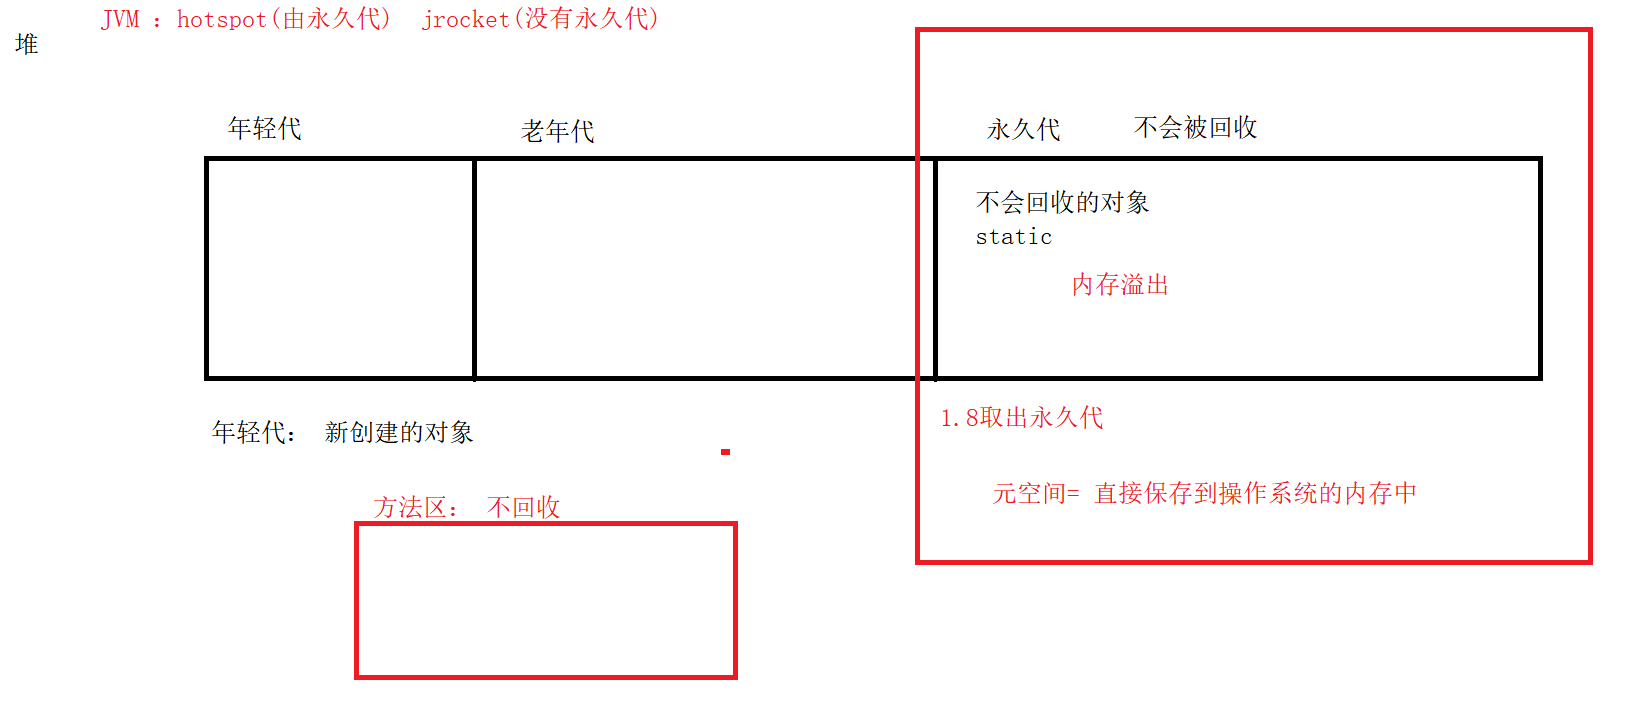 JVM ：hotspot(由永久代)  jrocket(没有永久代)
堆
年轻代
老年代
永久代
不会被回收
不会回收的对象
static
内存溢出
1.8取出永久代
年轻代： 新创建的对象
元空间= 直接保存到操作系统的内存中
方法区： 不回收